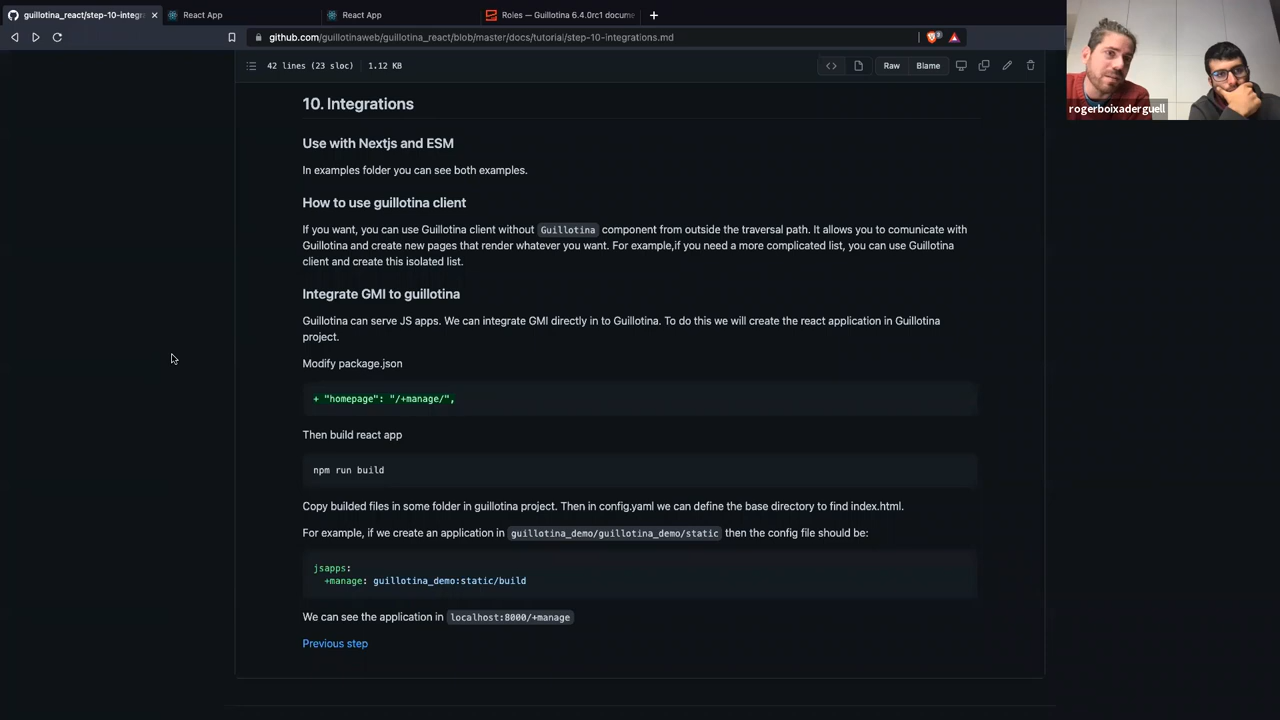 guillotina_react/step-10-integra
React App
React App
Roles — Guillotina 6.4.0rc1 docume
github.com/guillotinaweb/guillotina_react/blob/master/docs/tutorial/step-10-integrations.md
42 lines (23 sloc) 1.12 KB
Raw
Blame
rogerboixaderguell
10. Integrations
Use with Nextjs and ESM
In examples folder you can see both examples.
How to use guillotina client
If you want, you can use Guillotina client without Guillotina component from outside the traversal path. It allows you to comunicate with
Guillotina and create new pages that render whatever you want. For example,if you need a more complicated list, you can use Guillotina
client and create this isolated list.
Integrate GMI to guillotina
Guillotina can serve JS apps. We can integrate GMI directly in to Guillotina. To do this we will create the react application in Guillotina
project.
Modify package.json
+ "homepage": "/+manage/",
Then build react app
npm run build
Copy builded files in some folder in guillotina project. Then in config.yaml we can define the base directory to find index.html.
For example, if we create an application in guillotina_demo/guillotina_demo/static then the config file should be:
jsapps:
+manage: guillotina_demo:static/build
We can see the application in localhost:8000/+manage
Previous step